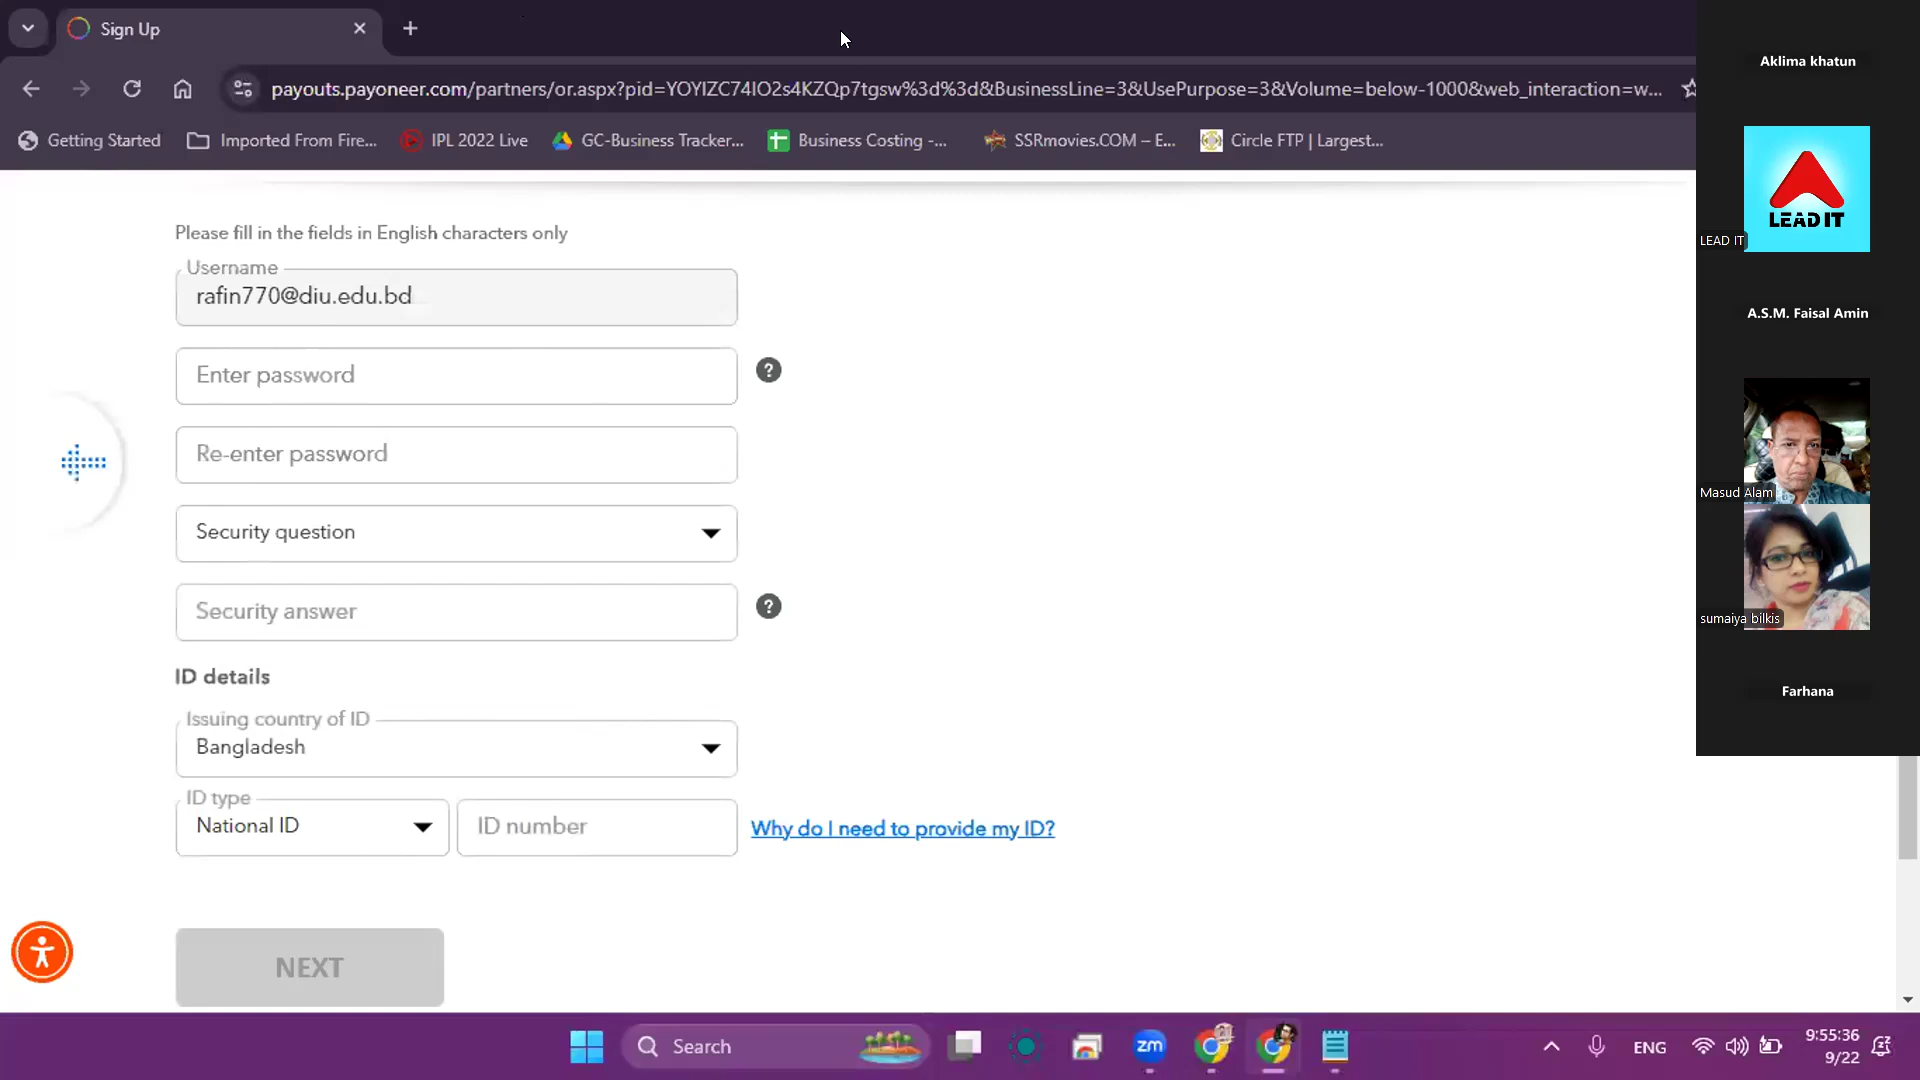 Sign Up
payouts.payoneer.com/partners/or.aspx?pid=YOYIZC74IO2s4KZQp7tgsw%3d%3d&BusinessLine=3&UsePurpose=3&Volume=below-1000&web_interaction=w...
Getting Started
Imported From Fire...
IPL 2022 Live
GC-Business Tracker...
Business Costing -...
SSRmovies.COM – E...
Circle FTP | Largest...
Please fill in the fields in English characters only
Username
rafin770@diu.edu.bd
Enter password
?
Re-enter password
Security question
Security answer
?
ID details
Issuing country of ID
Bangladesh
ID type
National ID
ID number
Why do I need to provide my ID?
NEXT
Aklima khatun
LEAD IT
LEAD IT
A.S.M. Faisal Amin
Masud Alam
sumaiya bilkis
Farhana
Search
zm
ENG
9:55:36
9/22